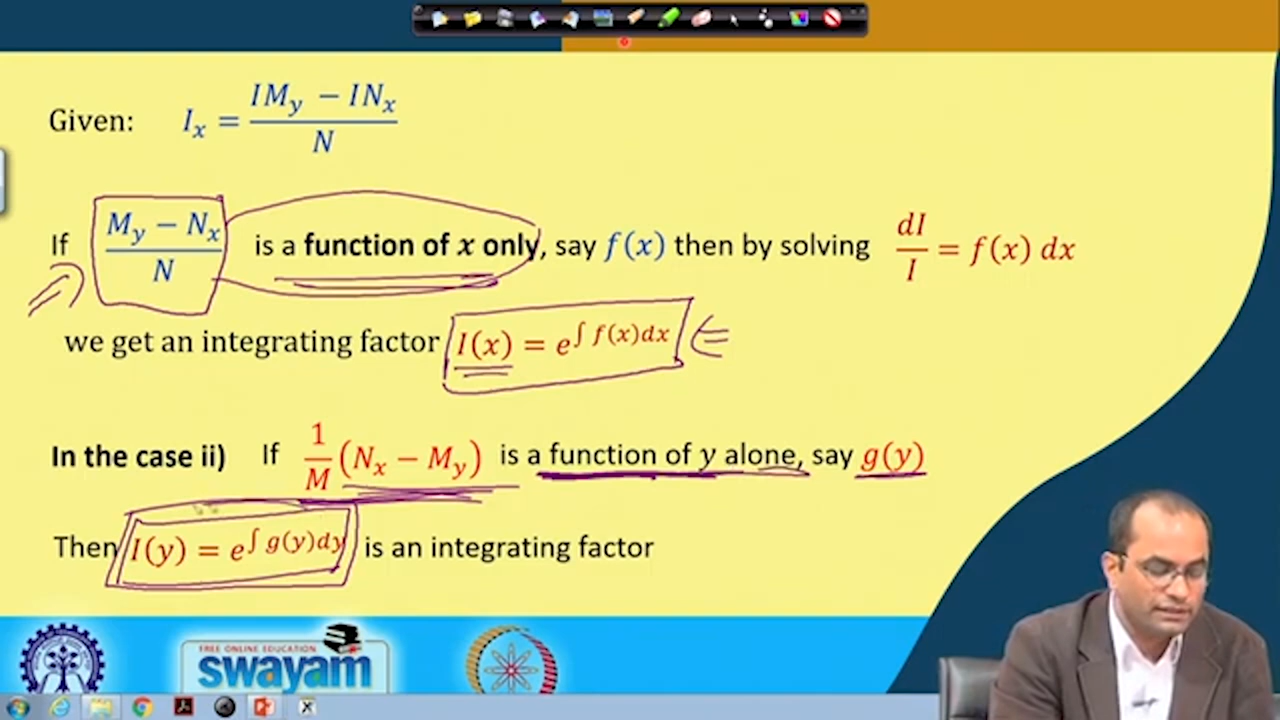 Given: I_x = (IM_y − IN_x)/N
If (M_y − N_x)/N is a function of x only, say f(x) then by solving dI/I = f(x) dx
we get an integrating factor I(x) = e^{∫ f(x)dx}
In the case ii) If 1/M (N_x − M_y) is a function of y alone, say g(y)
Then I(y) = e^{∫ g(y)dy} is an integrating factor
FREE ONLINE EDUCATION
swayam